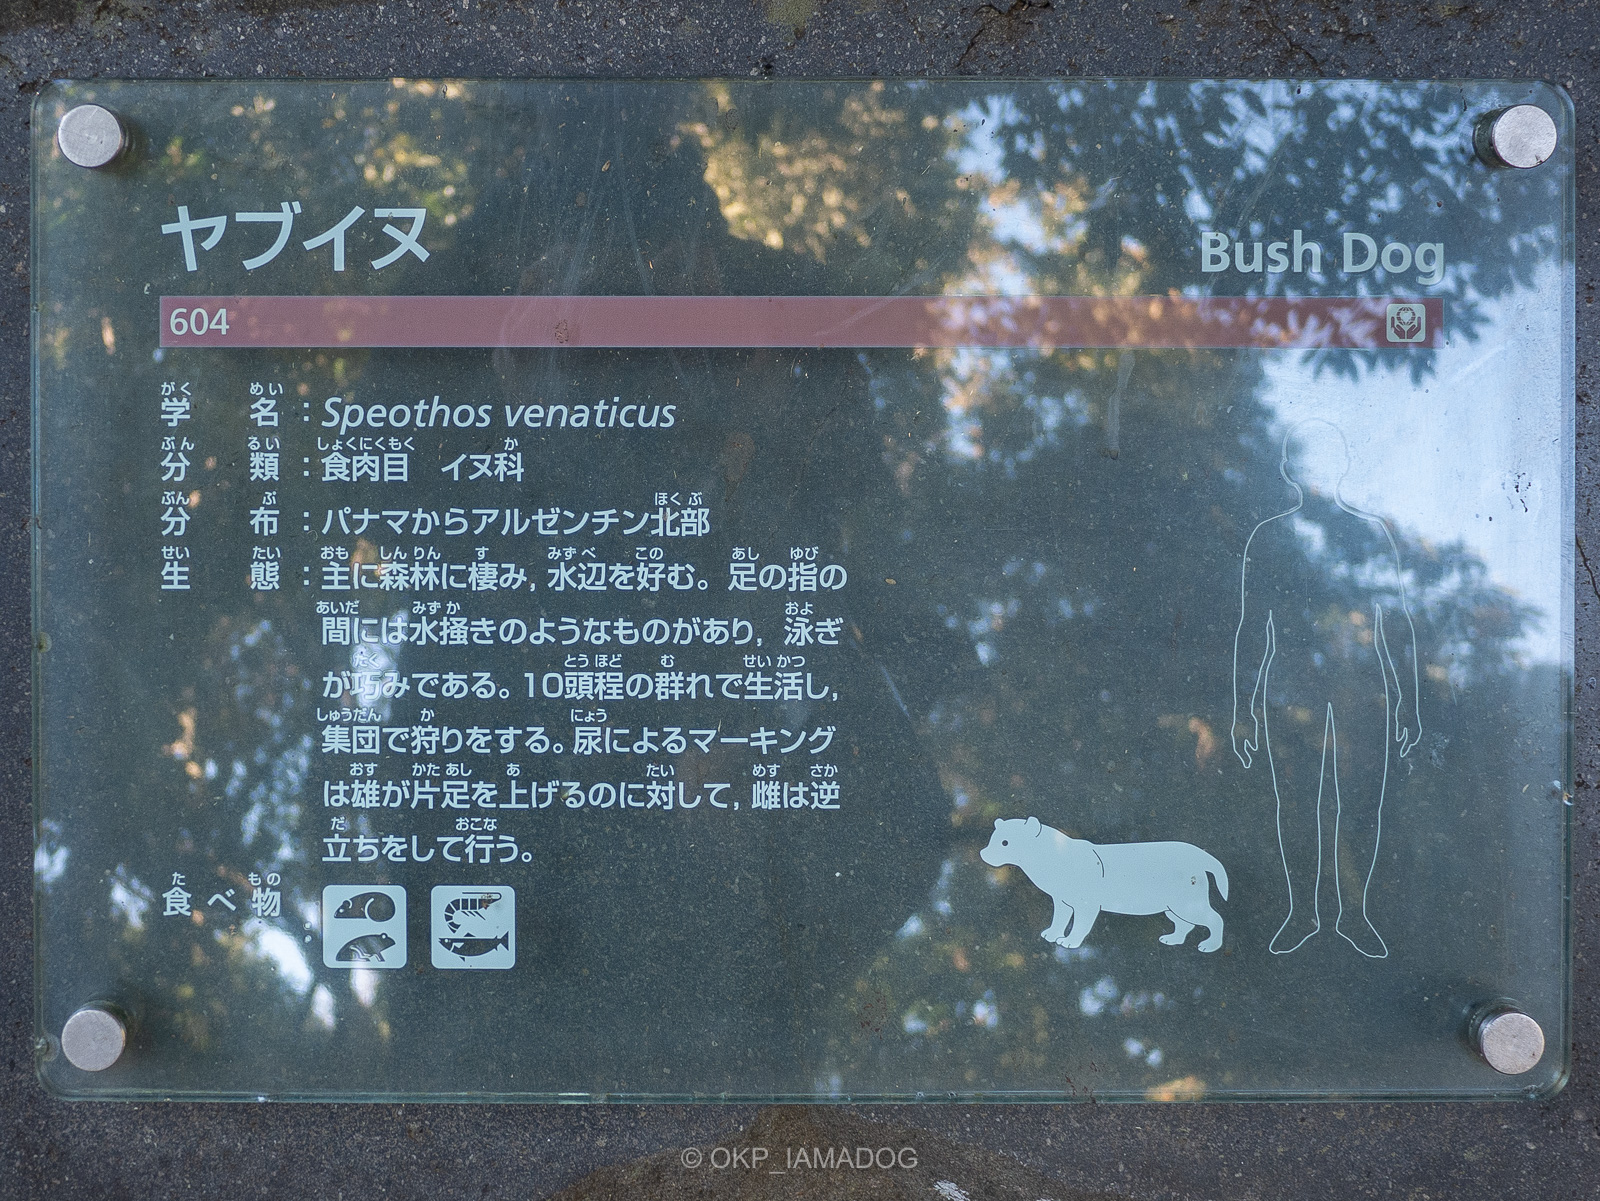 ヤブイヌ
Bush Dog
604
学名：Speothos venaticus
分類：食肉目　イヌ科
分布：パナマからアルゼンチン北部
生態：主に森林に棲み, 水辺を好む。足の指の
間には水掻きのようなものがあり, 泳ぎ
が巧みである。10頭程の群れで生活し,
集団で狩りをする。尿によるマーキング
は雄が片足を上げるのに対して, 雌は逆
立ちをして行う。
食べ物
© OKP_IAMADOG